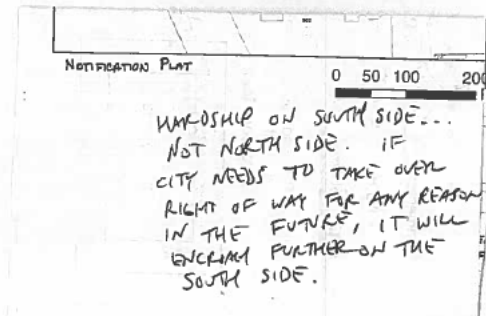 NOTIFICATION PLAT
0 50 100 200
HARDSHIP ON SOUTH SIDE...
NOT NORTH SIDE. IF
CITY NEEDS TO TAKE OVER
RIGHT OF WAY FOR ANY REASON
IN THE FUTURE, IT WILL
ENCROACH FURTHER ON THE
SOUTH SIDE.